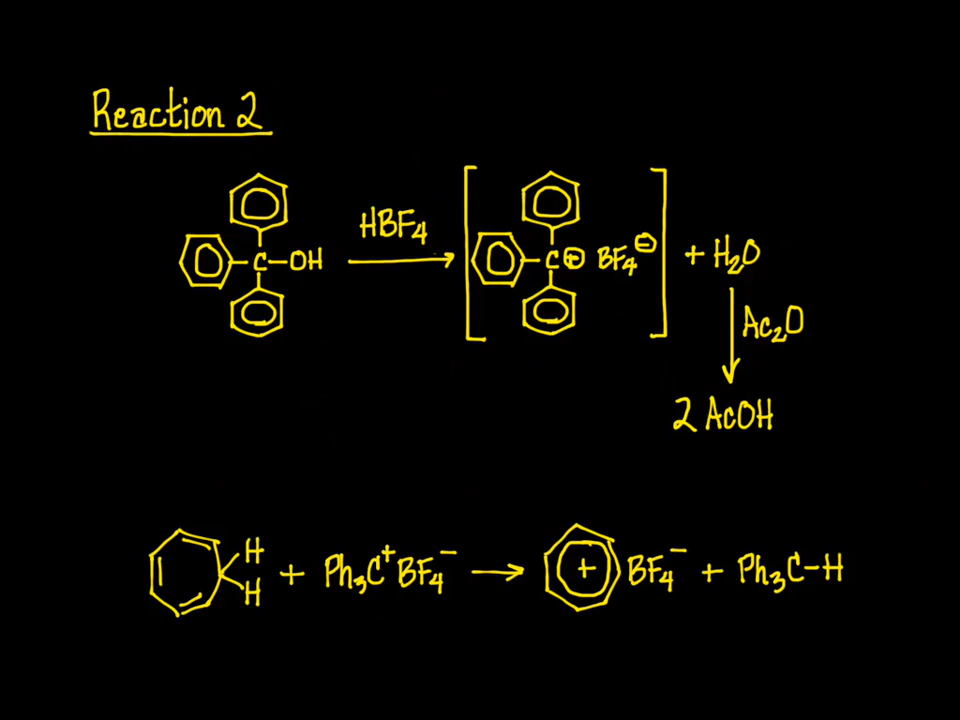 Reaction 2
C–OH HBF₄ [ C⊕ BF₄⊖ ] + H₂O
Ac₂O
2 AcOH
H H + Ph₃C⁺BF₄⁻ → + BF₄⁻ + Ph₃C–H